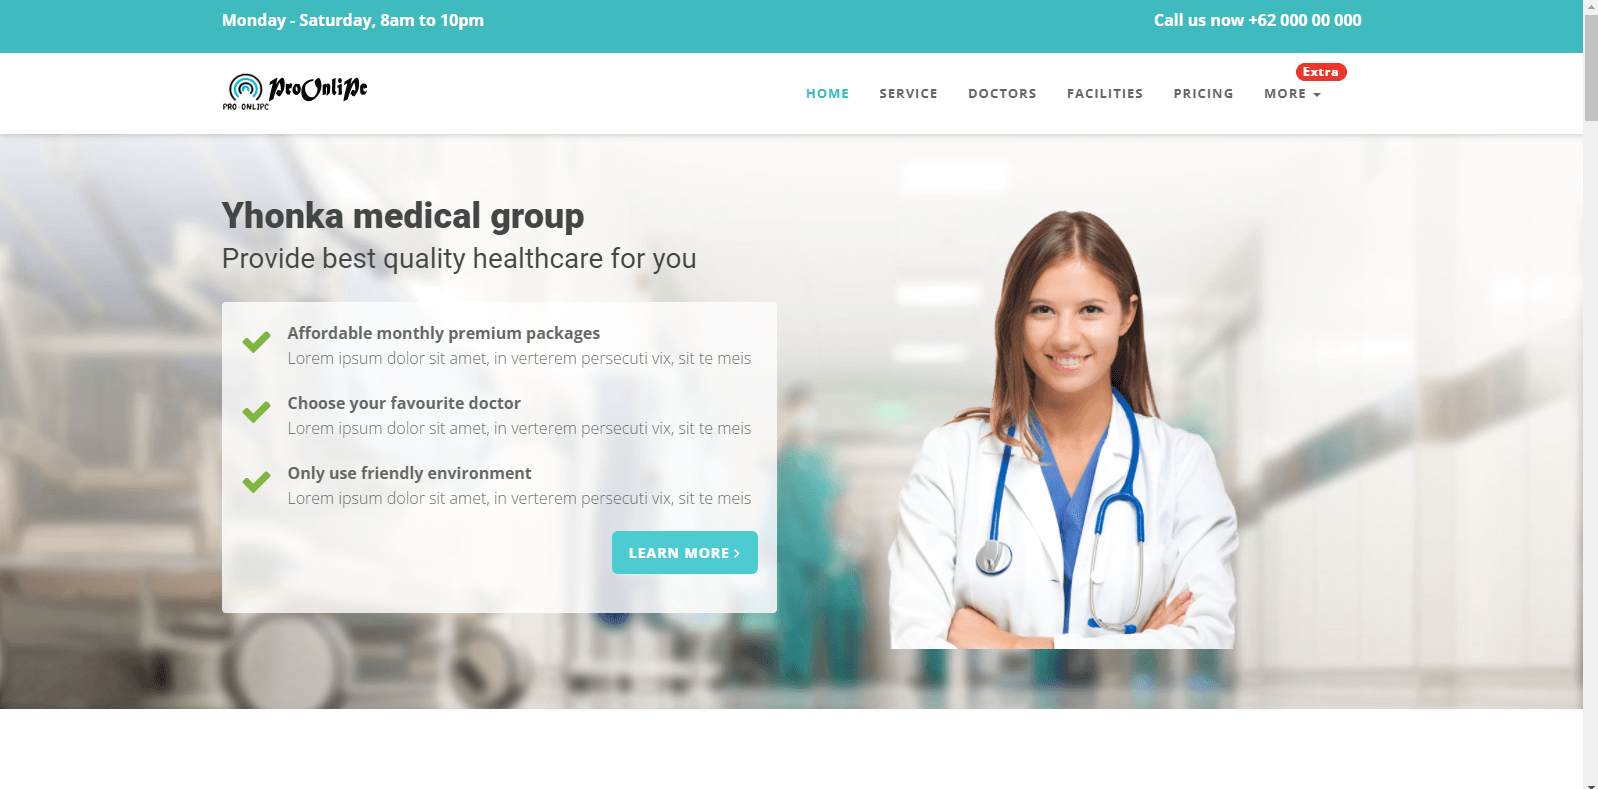 Monday - Saturday, 8am to 10pm
Call us now +62 000 00 000
ProOnliPc
PRO-ONLIPC
Extra
HOME SERVICE DOCTORS FACILITIES PRICING MORE
Yhonka medical group
Provide best quality healthcare for you
Affordable monthly premium packages
Lorem ipsum dolor sit amet, in verterem persecuti vix, sit te meis
Choose your favourite doctor
Lorem ipsum dolor sit amet, in verterem persecuti vix, sit te meis
Only use friendly environment
Lorem ipsum dolor sit amet, in verterem persecuti vix, sit te meis
LEARN MORE ›